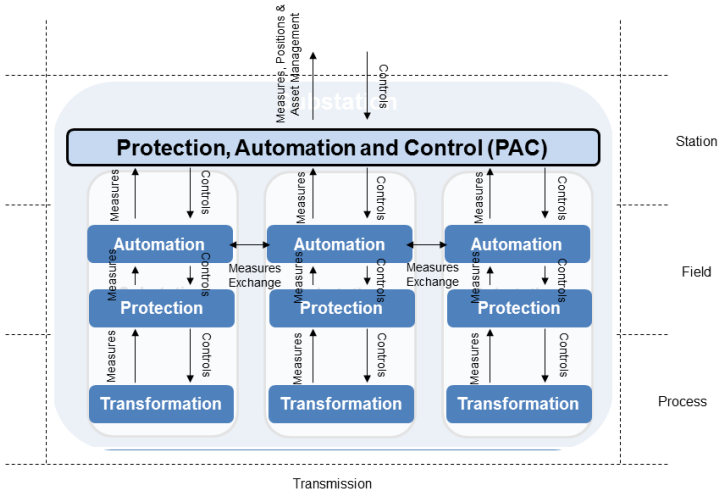 Measures, Positions &
Asset Management
Controls
Substation
Protection, Automation and Control (PAC)
Station
Measures
Controls
Measures
Controls
Measures
Controls
Automation
Automation
Automation
Measures
Exchange
Measures
Exchange
Field
Measures
Controls
Measures
Controls
Measures
Controls
Protection
Protection
Protection
Measures
Controls
Measures
Controls
Measures
Controls
Transformation
Transformation
Transformation
Process
Transmission